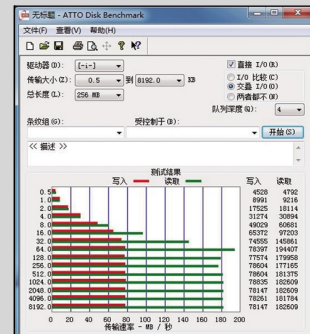 无标题 - ATTO Disk Benchmark
文件(F) 查看(V) 帮助(H)
驱动器(D): [-i-] 直接 I/O(R)
传输大小(Z): 0.5 到 8192.0 KB I/O 比较(C)
交叠 I/O(O)
总长度(L): 256 MB 两者都不(N)
队列深度(Q): 4
条纹组(G): 受控制于(B):
开始(S)
<< 描述 >>
测试结果
写入 读取 写入 读取
0.5 4528 4792
1.0 8991 9216
2.0 17525 18114
4.0 31274 30894
8.0 49029 60681
16.0 65372 97203
32.0 74555 145861
64.0 78397 194407
128.0 77574 179958
256.0 78604 177165
512.0 78604 181375
1024.0 78835 182609
2048.0 78147 182609
4096.0 78261 181784
8192.0 78147 182609
0 20 40 60 80 100 120 140 160 180 200
传输速率 - MB / 秒